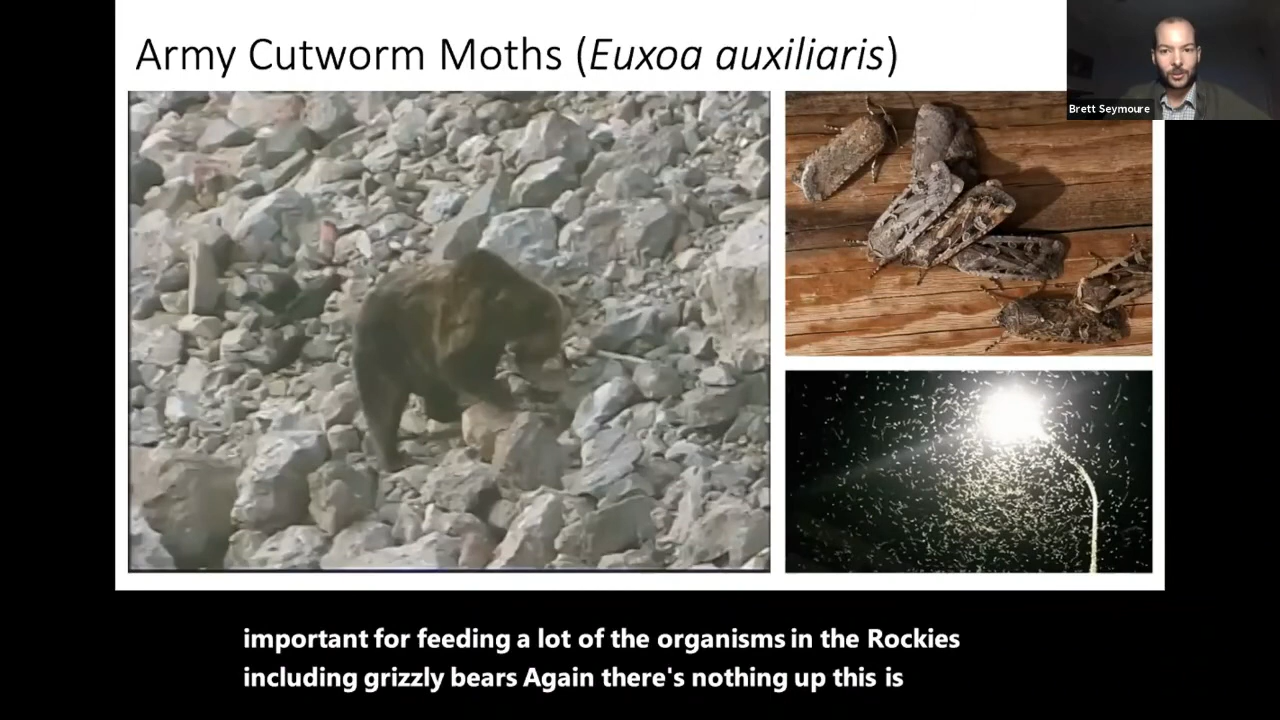 Army Cutworm Moths (Euxoa auxiliaris)
Brett Seymoure
important for feeding a lot of the organisms in the Rockies
including grizzly bears Again there's nothing up this is